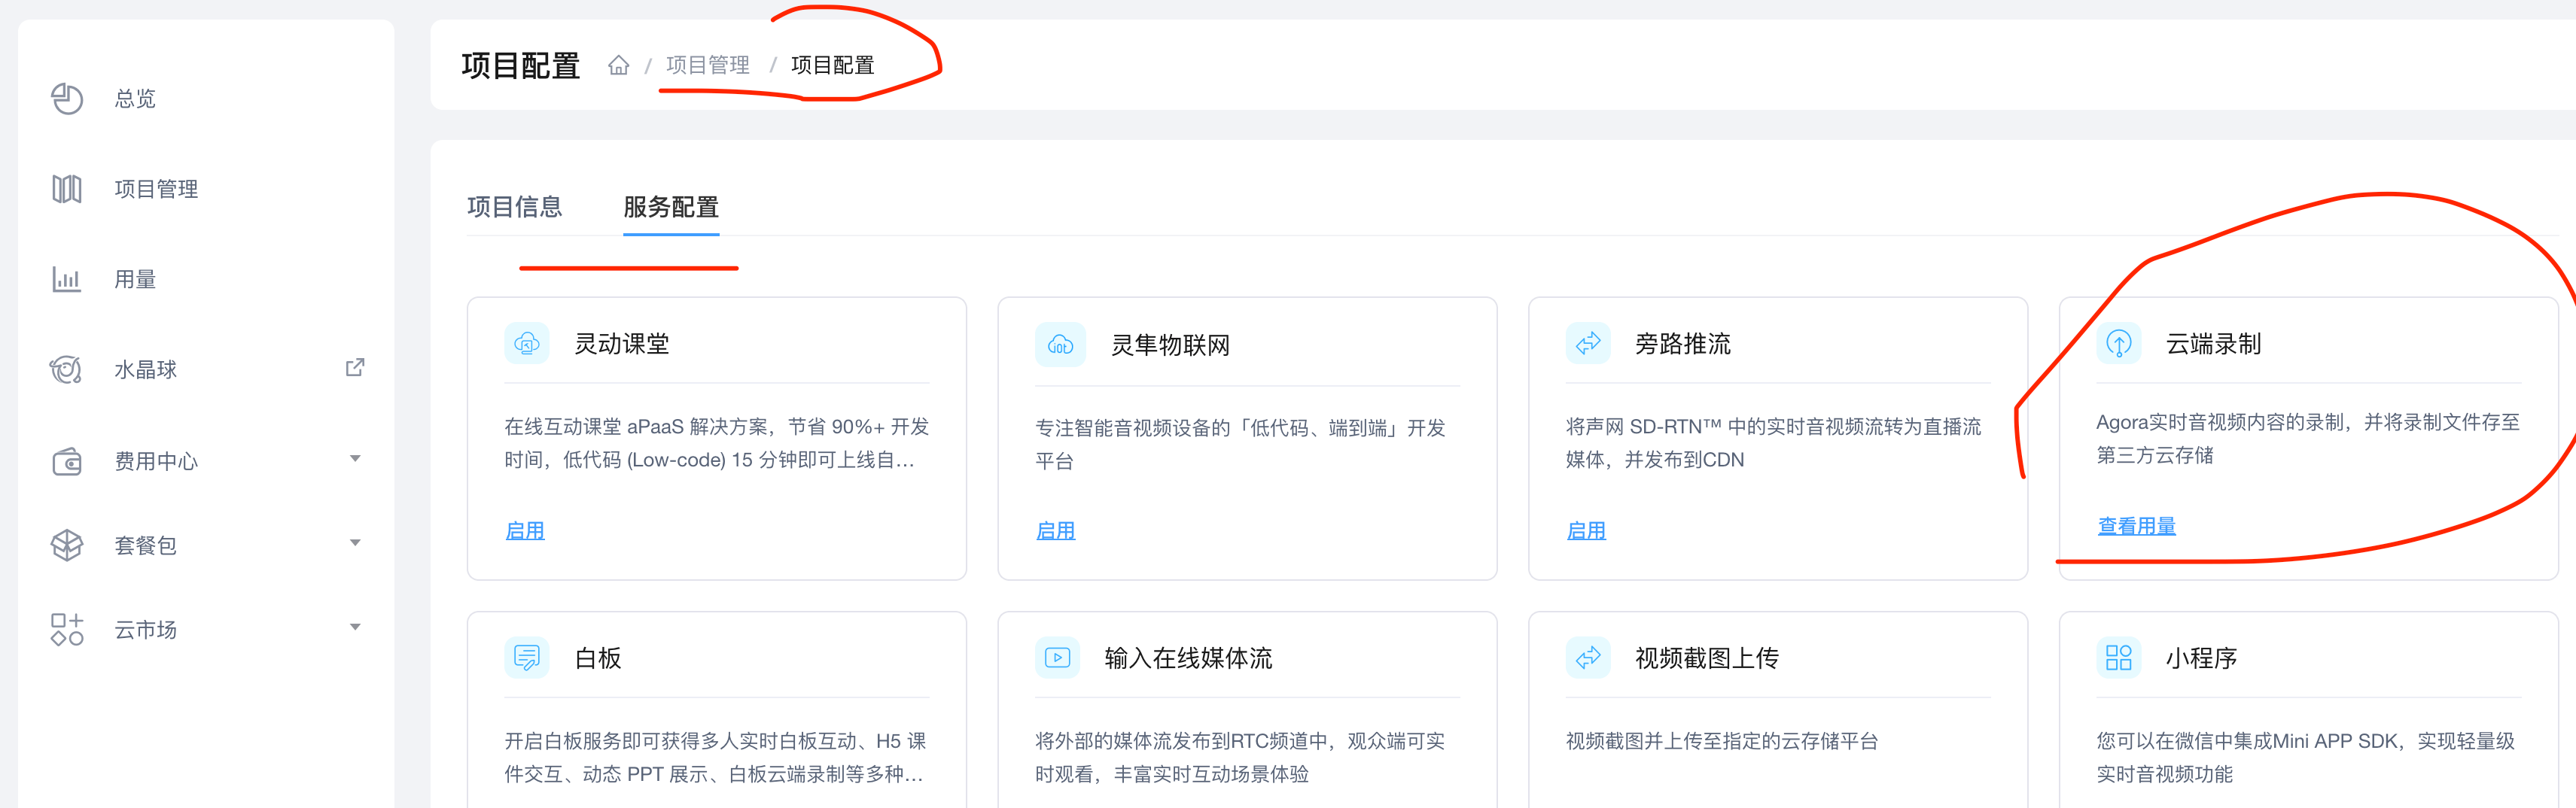 项目配置 / 项目管理 / 项目配置
总览
项目管理
用量
水晶球
费用中心
套餐包
云市场
项目信息 服务配置
灵动课堂
在线互动课堂 aPaaS 解决方案，节省 90%+ 开发
时间，低代码 (Low-code) 15 分钟即可上线自...
启用
灵隼物联网
专注智能音视频设备的「低代码、端到端」开发
平台
启用
旁路推流
将声网 SD-RTN™ 中的实时音视频流转为直播流
媒体，并发布到CDN
启用
云端录制
Agora实时音视频内容的录制，并将录制文件存至
第三方云存储
查看用量
白板
开启白板服务即可获得多人实时白板互动、H5 课
件交互、动态 PPT 展示、白板云端录制等多种...
输入在线媒体流
将外部的媒体流发布到RTC频道中，观众端可实
时观看，丰富实时互动场景体验
视频截图上传
视频截图并上传至指定的云存储平台
小程序
您可以在微信中集成Mini APP SDK，实现轻量级
实时音视频功能